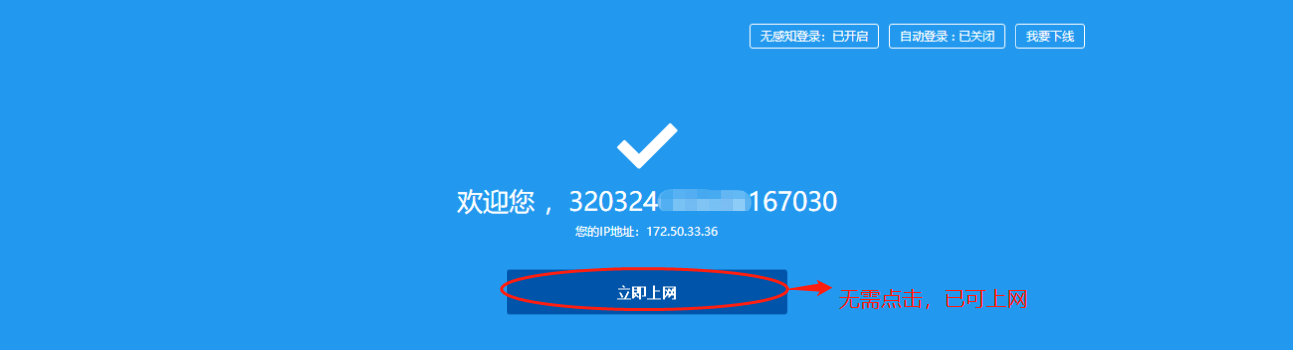 无感知登录：已开启 自动登录：已关闭 我要下线
欢迎您， 320324 167030
您的IP地址：172.50.33.36
立即上网
无需点击，已可上网